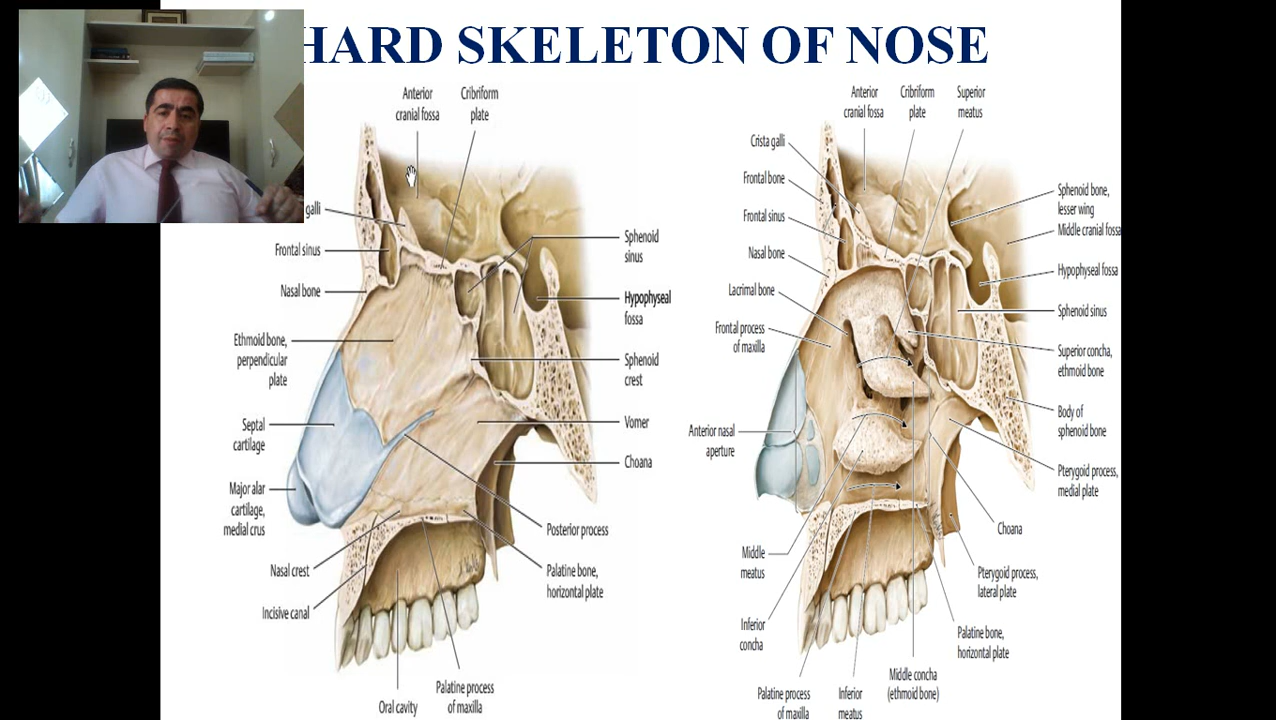 HARD SKELETON OF NOSE
Anterior
cranial fossa
Cribriform
plate
galli
Frontal sinus
Nasal bone
Ethmoid bone,
perpendicular
plate
Septal
cartilage
Major alar
cartilage,
medial crus
Nasal crest
Incisive canal
Oral cavity
Palatine process
of maxilla
Sphenoid
sinus
Hypophyseal
fossa
Sphenoid
crest
Vomer
Choana
Posterior process
Palatine bone,
horizontal plate
Anterior
cranial fossa
Cribriform
plate
Superior
meatus
Crista galli
Frontal bone
Frontal sinus
Nasal bone
Lacrimal bone
Frontal process
of maxilla
Anterior nasal
aperture
Middle
meatus
Inferior
concha
Palatine process
of maxilla
Inferior
meatus
Middle concha
(ethmoid bone)
Sphenoid bone,
lesser wing
Middle cranial fossa
Hypophyseal fossa
Sphenoid sinus
Superior concha,
ethmoid bone
Body of
sphenoid bone
Pterygoid process,
medial plate
Choana
Pterygoid process,
lateral plate
Palatine bone,
horizontal plate